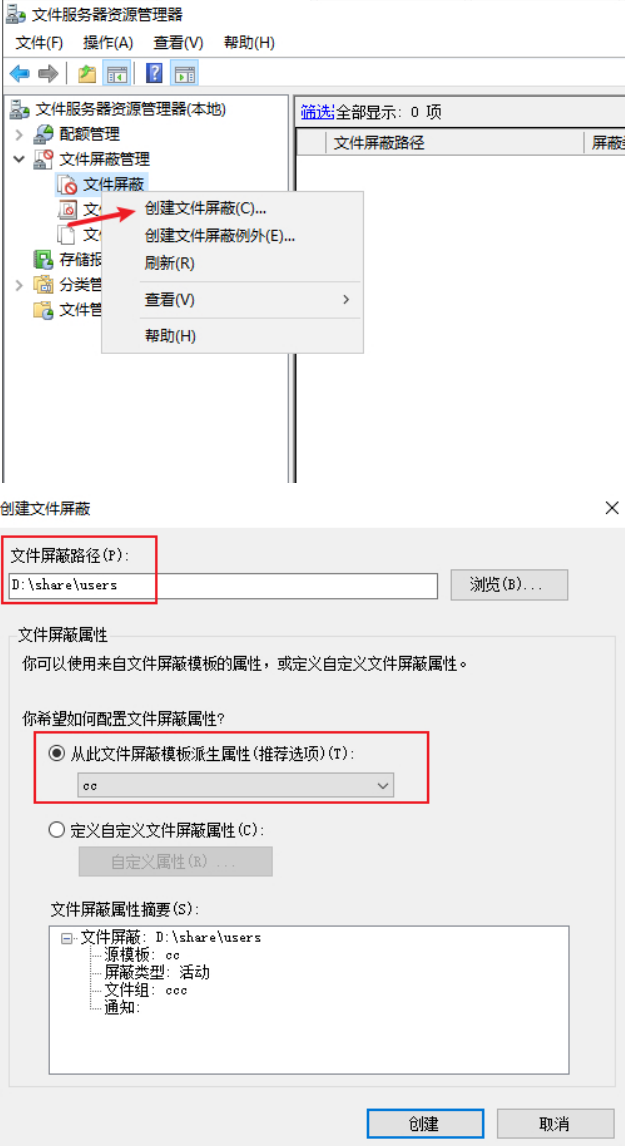 文件服务器资源管理器
文件(F) 操作(A) 查看(V) 帮助(H)
文件服务器资源管理器(本地)
配额管理
文件屏蔽管理
文件屏蔽
文
文
存储报
分类管
文件管
筛选: 全部显示: 0 项
文件屏蔽路径
屏蔽
创建文件屏蔽(C)...
创建文件屏蔽例外(E)...
刷新(R)
查看(V)
帮助(H)
创建文件屏蔽
文件屏蔽路径(P):
D:\share\users
浏览(B)...
文件屏蔽属性
你可以使用来自文件屏蔽模板的属性，或定义自定义文件屏蔽属性。
你希望如何配置文件屏蔽属性?
从此文件屏蔽模板派生属性(推荐选项)(T):
cc
定义自定义文件屏蔽属性(C):
自定义属性(R) ...
文件屏蔽属性摘要(S):
文件屏蔽: D:\share\users
源模板: cc
屏蔽类型: 活动
文件组: ccc
通知:
创建
取消